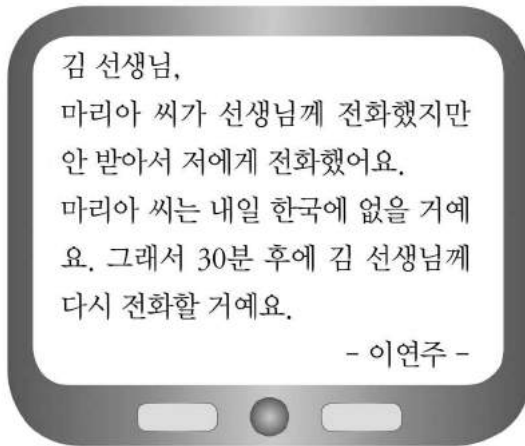 김 선생님,
마리아 씨가 선생님께 전화했지만
안 받아서 저에게 전화했어요.
마리아 씨는 내일 한국에 없을 거예
요. 그래서 30분 후에 김 선생님께
다시 전화할 거예요.
- 이연주 -